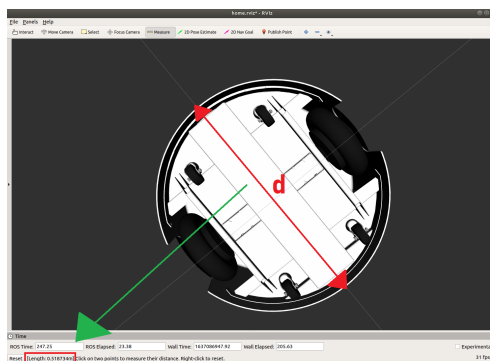 home.rviz* - RViz
File Panels Help
Interact Move Camera Select Focus Camera Measure 2D Pose Estimate 2D Nav Goal Publish Point
d
Time
ROS Time: 247.25 ROS Elapsed: 23.38 Wall Time: 1637086947.92 Wall Elapsed: 205.63 Experimental
Reset [Length: 0.318734m] Click on two points to measure their distance. Right-click to reset. 31 fps